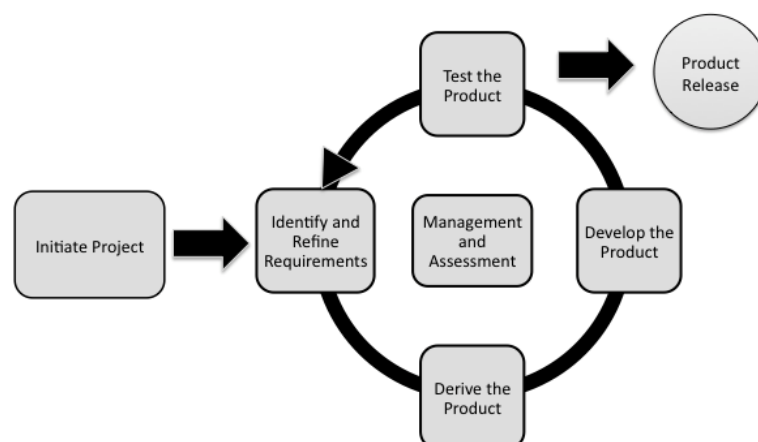 Test the
Product
Product
Release
Initiate Project
Identify and
Refine
Requirements
Management
and
Assessment
Develop the
Product
Derive the
Product